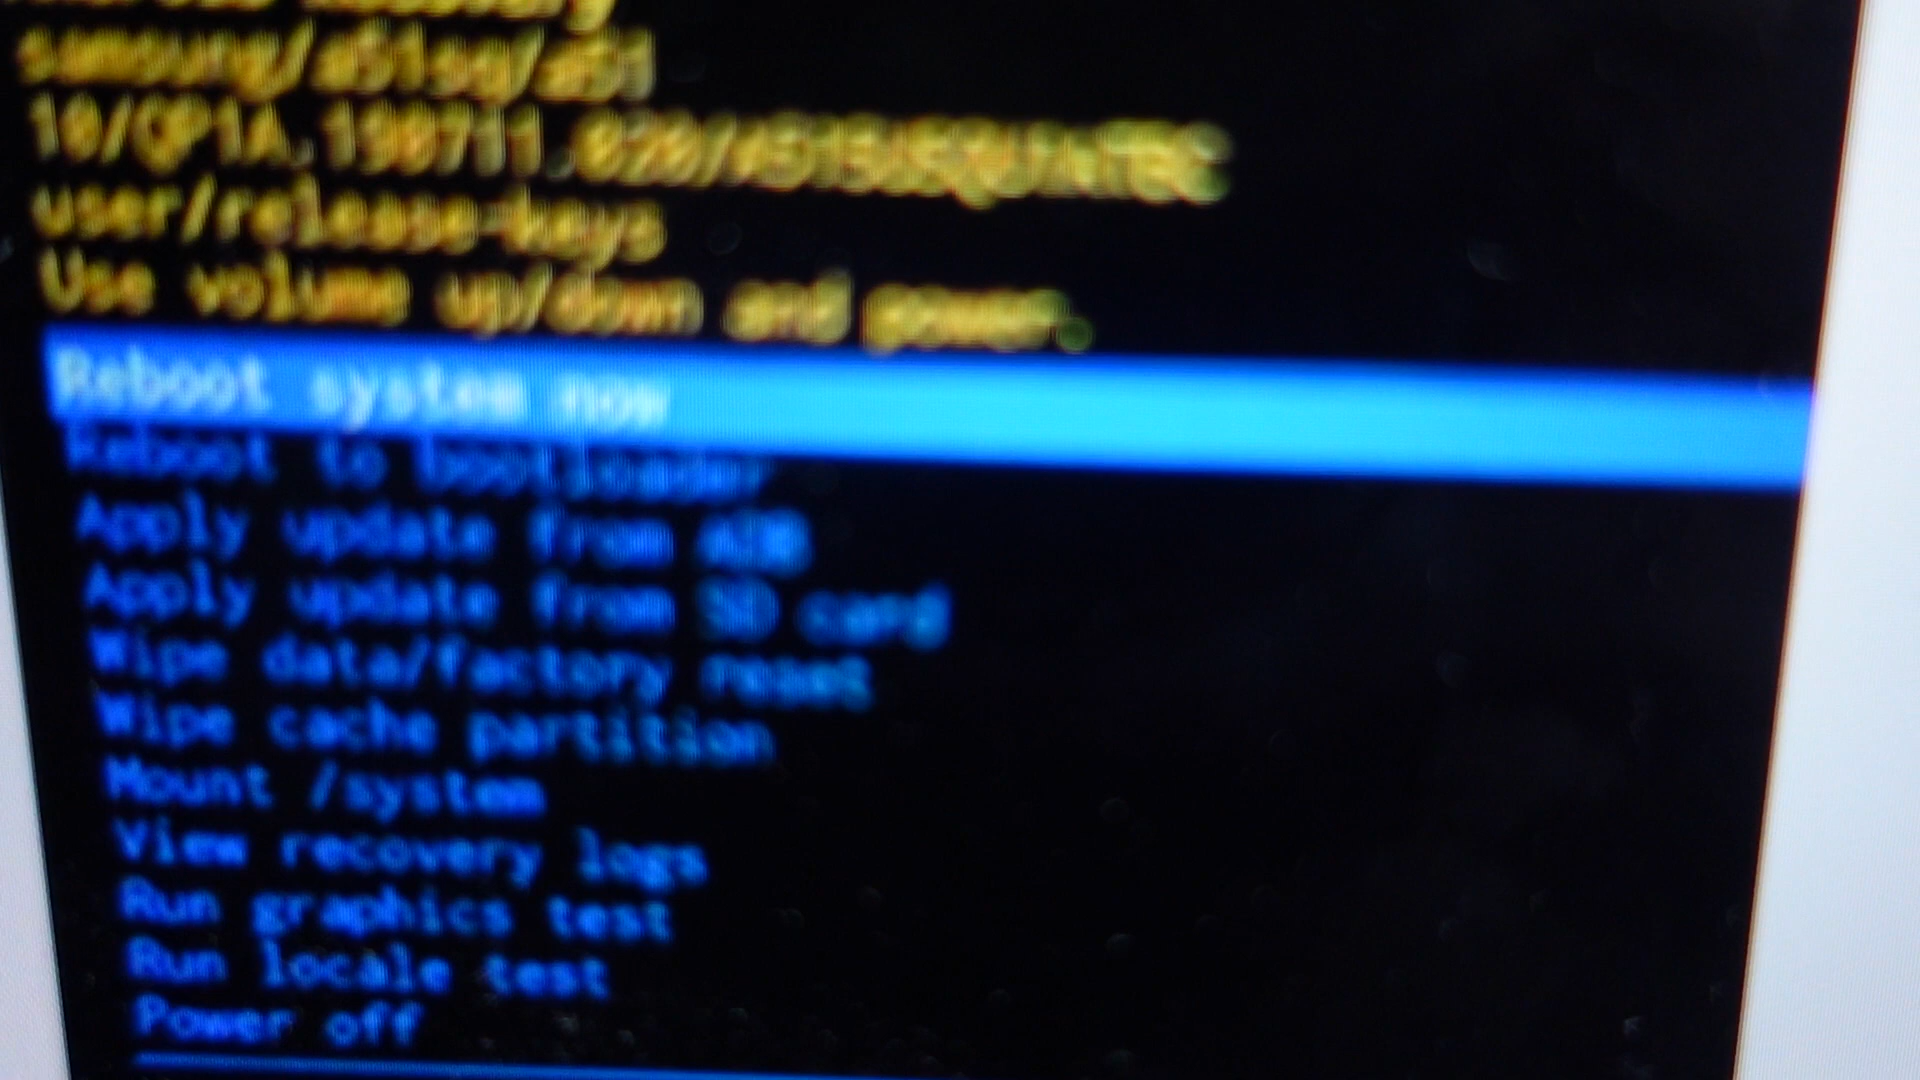 samsung/a51sq/a51
user/release-keys
Use volume up/down and power.
Reboot system now
Reboot to bootloader
Apply update from ADB
Apply update from SD card
Wipe data/factory reset
Wipe cache partition
Mount /system
View recovery logs
Run graphics test
Run locale test
Power off